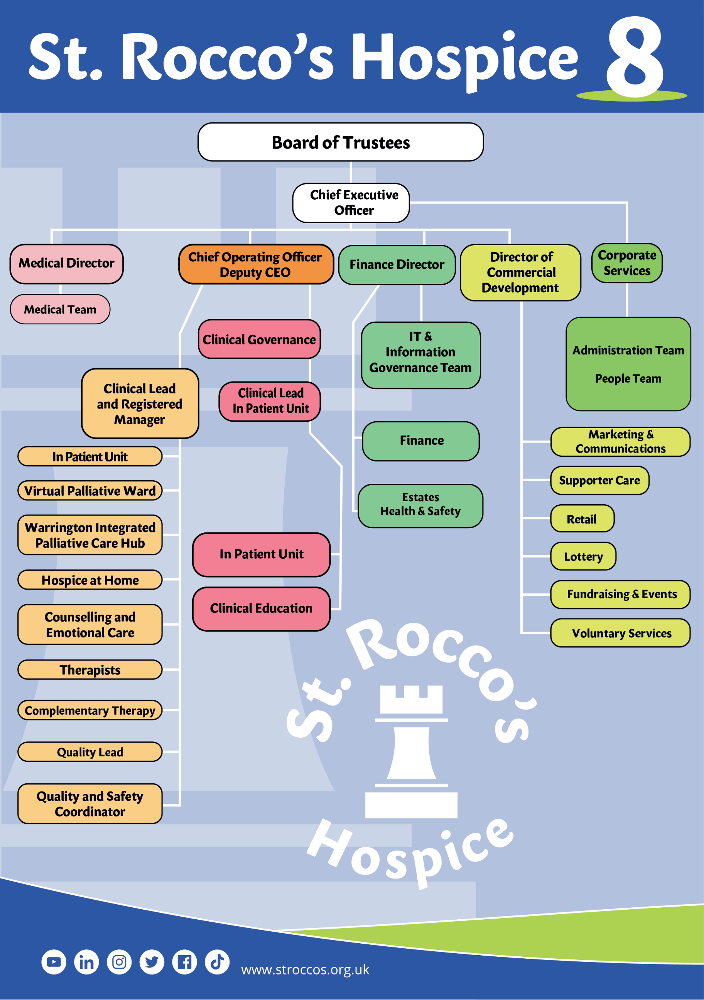 St. Rocco's Hospice 8
Board of Trustees
Chief Executive
Officer
Medical Director
Chief Operating Officer
Deputy CEO
Finance Director
Director of
Commercial
Development
Corporate
Services
Medical Team
Clinical Governance
IT &
Information
Governance Team
Administration Team
People Team
Clinical Lead
and Registered
Manager
Clinical Lead
In Patient Unit
Finance
Estates
Health & Safety
Marketing &
Communications
Supporter Care
Retail
Lottery
Fundraising & Events
Voluntary Services
In Patient Unit
Virtual Palliative Ward
Warrington Integrated
Palliative Care Hub
Hospice at Home
Counselling and
Emotional Care
Therapists
Complementary Therapy
Quality Lead
Quality and Safety
Coordinator
In Patient Unit
Clinical Education
St. Rocco's
Hospice
www.stroccos.org.uk